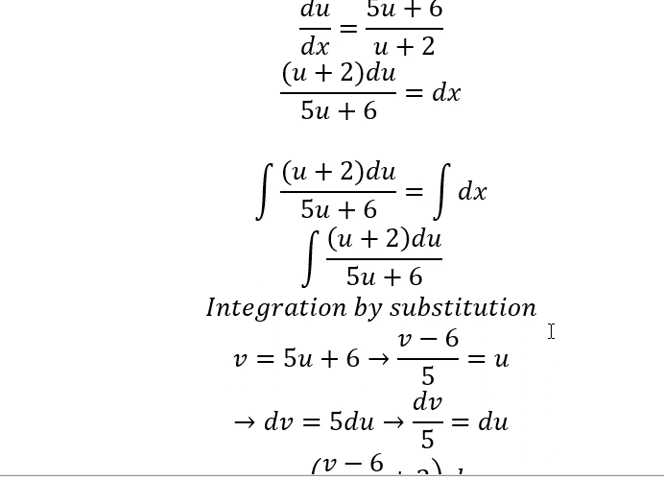 du/dx = 5u + 6/u + 2
(u + 2)du/5u + 6 = dx
∫ (u + 2)du/5u + 6 = ∫ dx
∫ (u + 2)du/5u + 6
Integration by substitution
v = 5u + 6 → v − 6/5 = u
→ dv = 5du → dv/5 = du
(v − 6